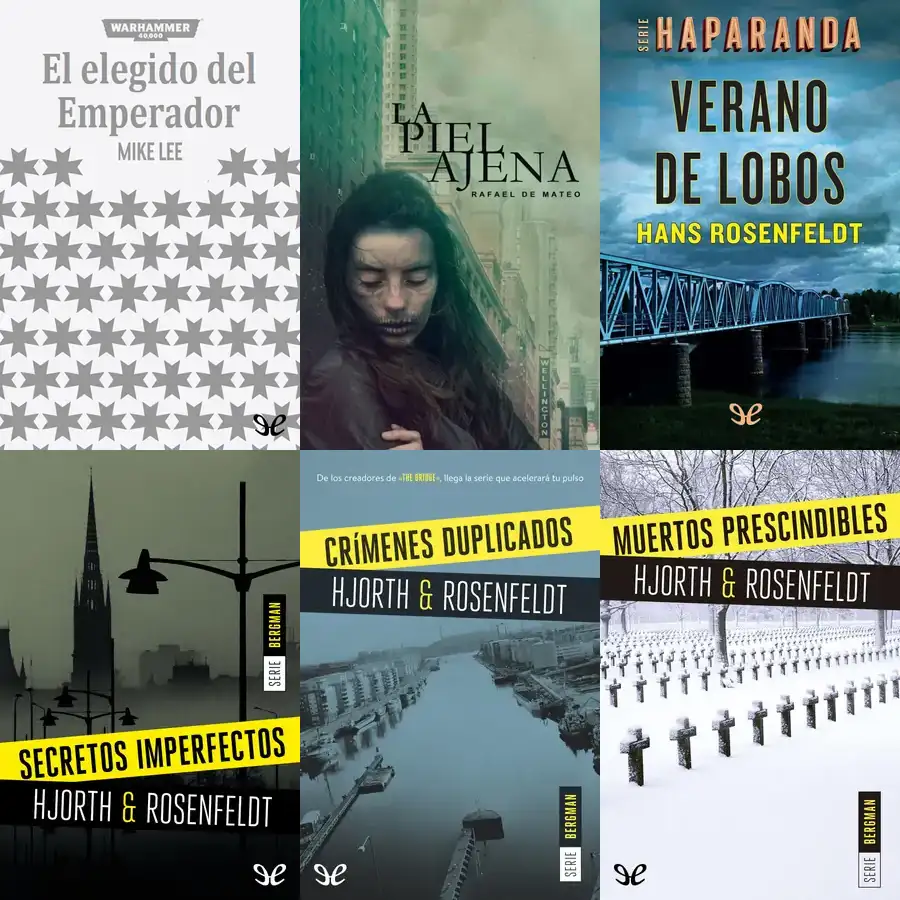 WARHAMMER
40,000
El elegido del
Emperador
MIKE LEE
LA
PIEL
AJENA
RAFAEL DE MATEO
WELLINGTON
SERIE HAPARANDA
VERANO
DE LOBOS
HANS ROSENFELDT
SERIE BERGMAN
SECRETOS IMPERFECTOS
HJORTH & ROSENFELDT
De los creadores de «THE BRIDGE», llega la serie que acelerará tu pulso
CRÍMENES DUPLICADOS
HJORTH & ROSENFELDT
SERIE BERGMAN
MUERTOS PRESCINDIBLES
HJORTH & ROSENFELDT
SERIE BERGMAN